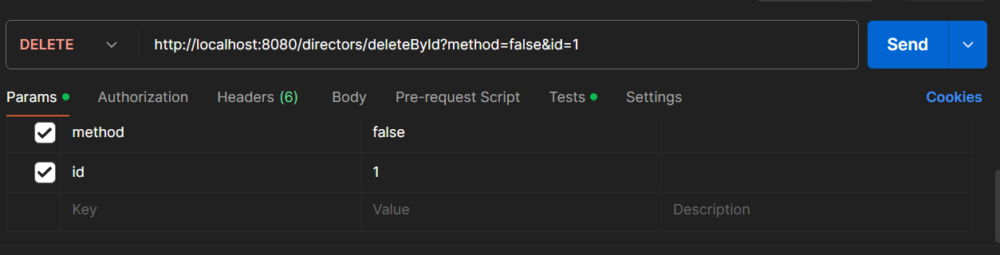 DELETE http://localhost:8080/directors/deleteById?method=false&id=1 Send
Params Authorization Headers (6) Body Pre-request Script Tests Settings Cookies
method false
id 1
Key Value Description